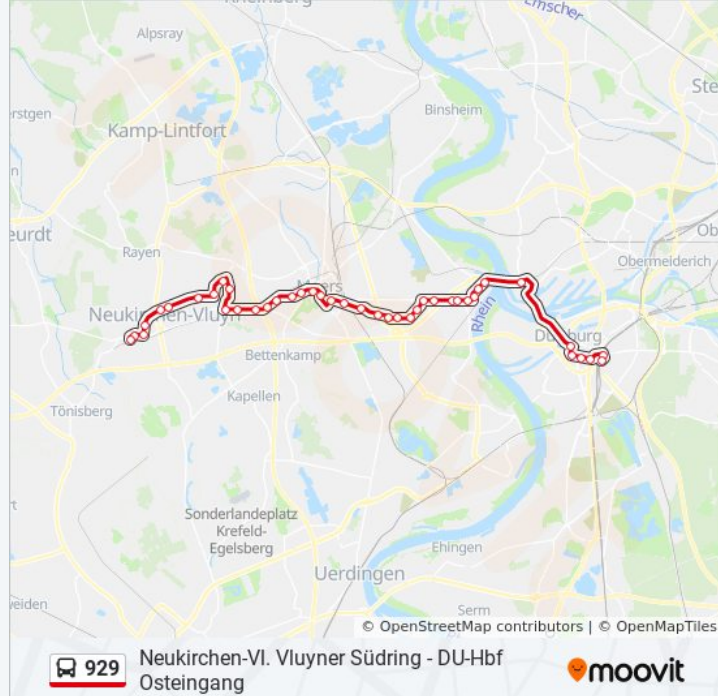 Rheinberg
Emscher
Alpsray
Ste
erstgen
Binsheim
Kamp-Lintfort
Ob
eurdt
Rayen
Obermeiderich
Moers
Neukirchen-Vluyn
Rhein
Duisburg
Bettenkamp
Kapellen
Tönisberg
Sonderlandeplatz
Krefeld-
Egelsberg
Ehingen
Uerdingen
Serm
eiden
© OpenStreetMap contributors | © OpenMapTiles
929
Neukirchen-Vl. Vluyner Südring - DU-Hbf
Osteingang
moovit